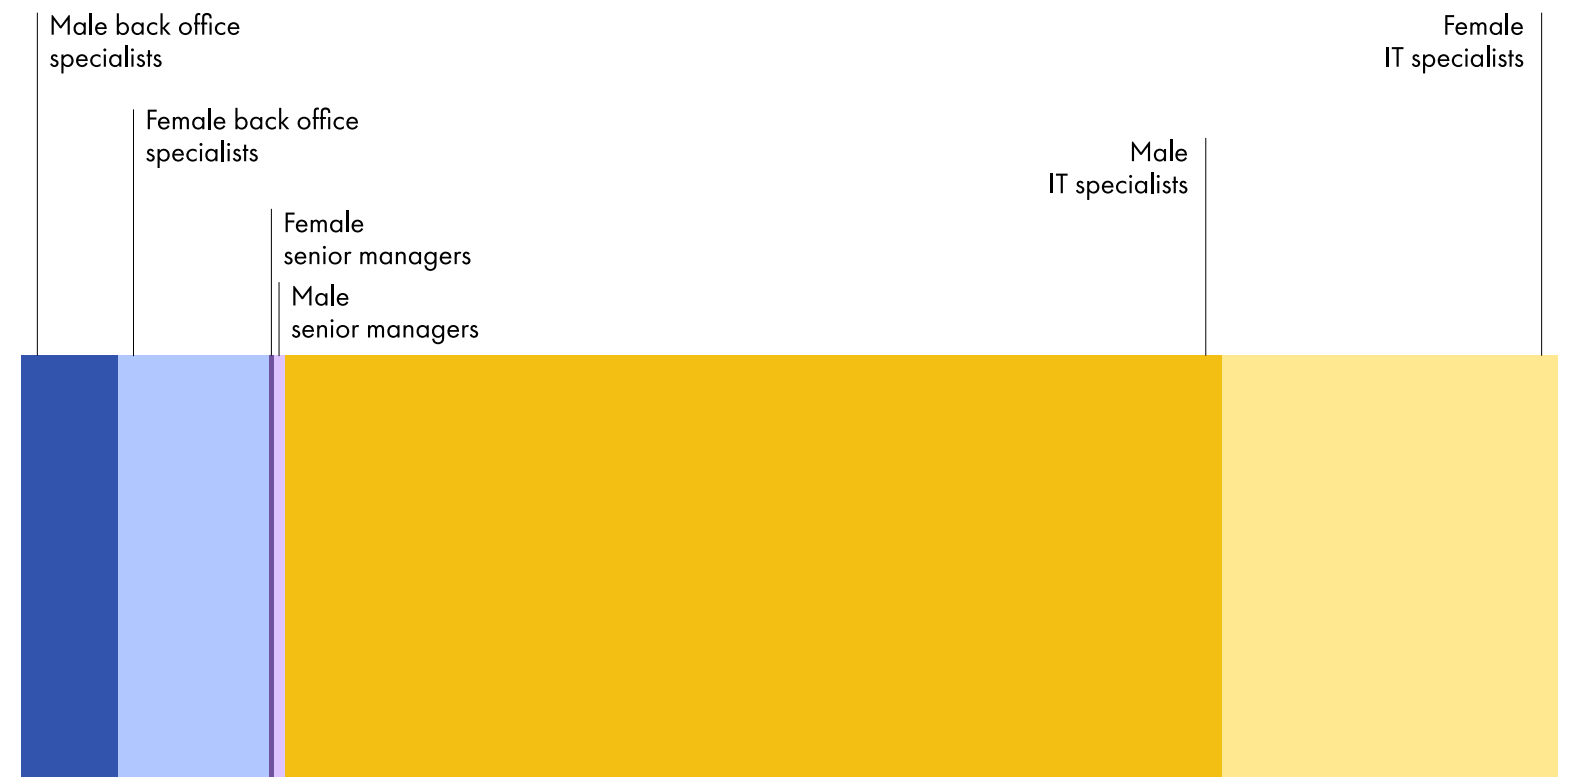 Male back office
specialists
Female
IT specialists
Female back office
specialists
Male
IT specialists
Female
senior managers
Male
senior managers